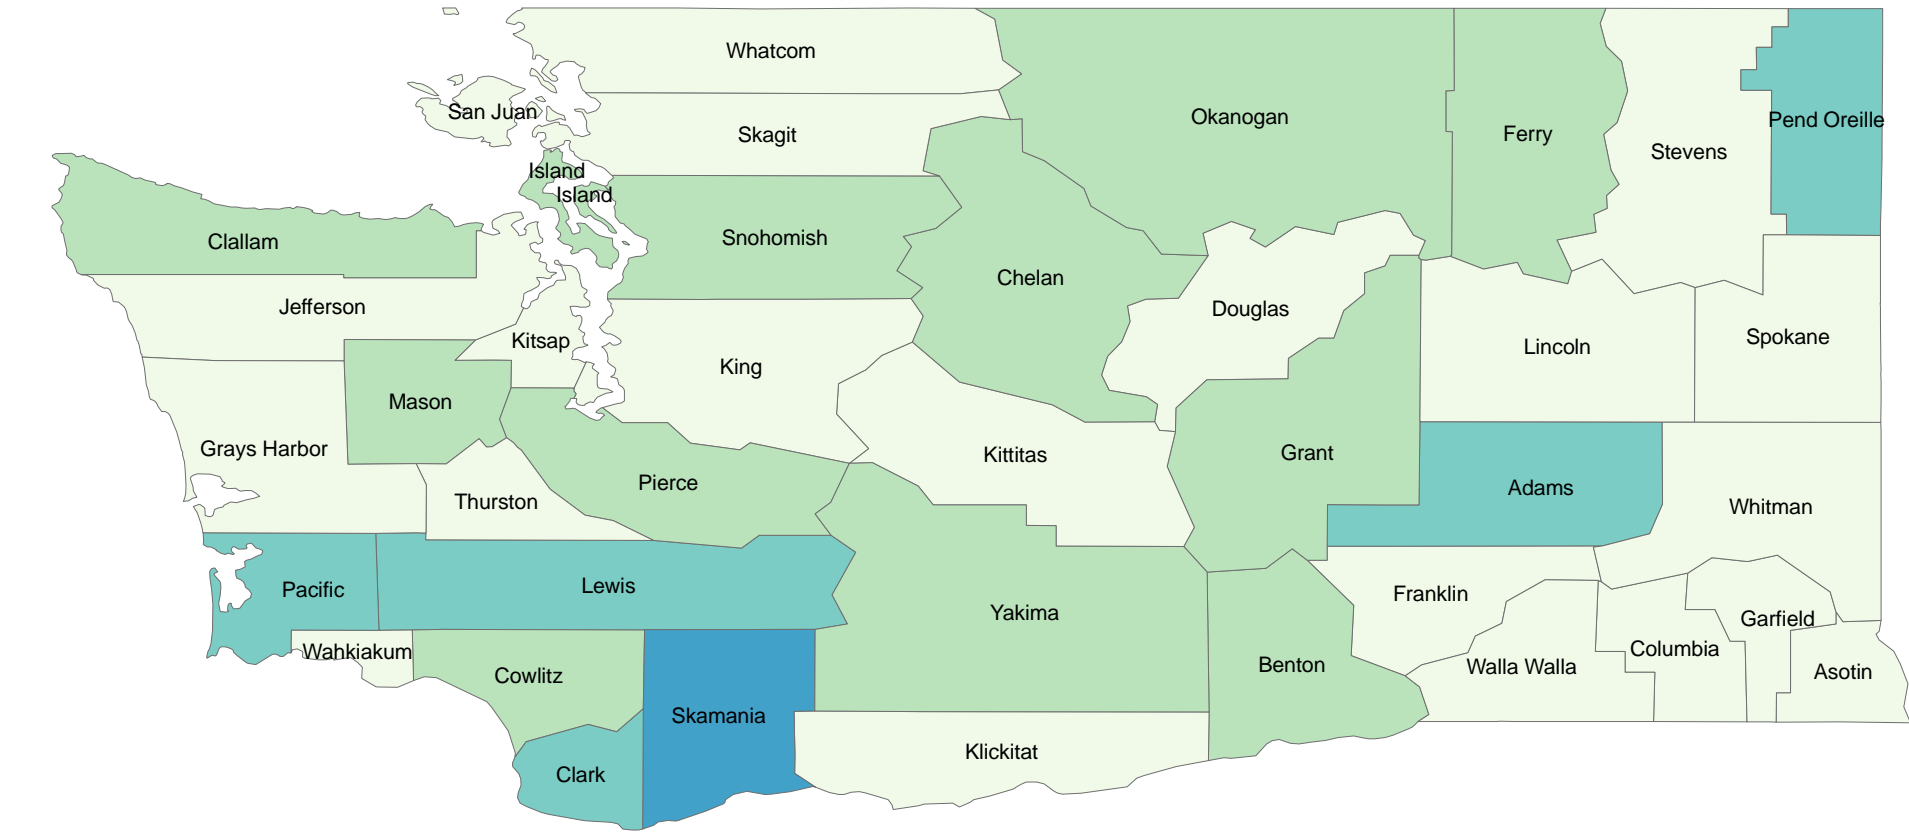 Whatcom
San Juan
Skagit
Okanogan
Ferry
Stevens
Pend Oreille
Island
Island
Clallam
Snohomish
Chelan
Jefferson
Kitsap
King
Douglas
Lincoln
Spokane
Mason
Grays Harbor
Thurston
Pierce
Kittitas
Grant
Adams
Whitman
Pacific
Lewis
Yakima
Franklin
Garfield
Wahkiakum
Cowlitz
Benton
Walla Walla
Columbia
Asotin
Skamania
Clark
Klickitat